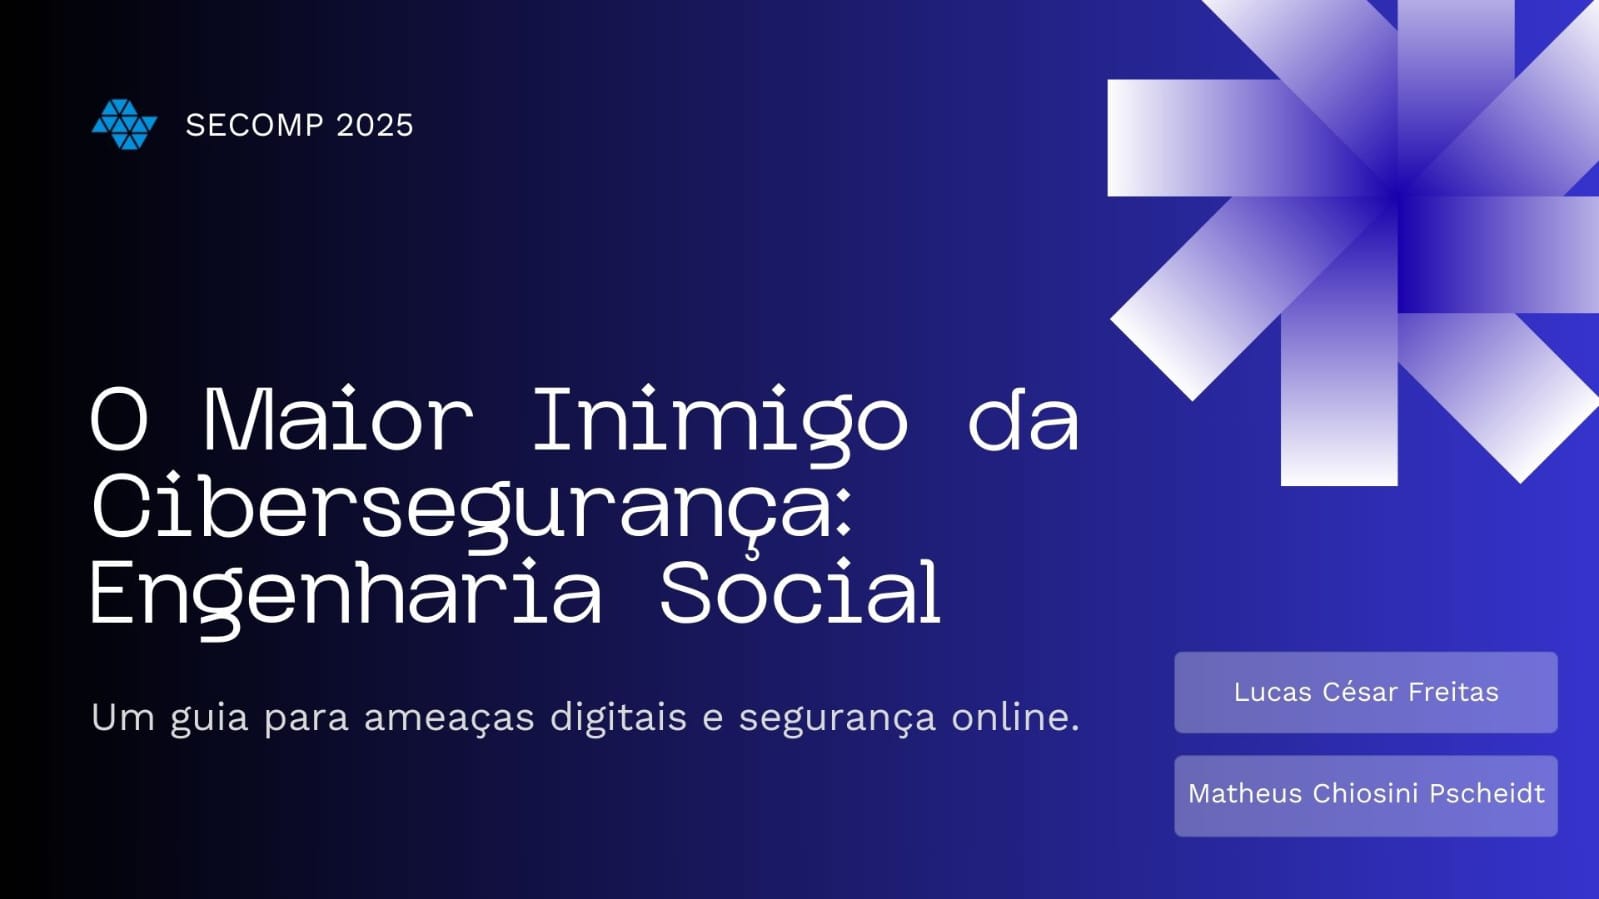 SECOMP 2025
O Maior Inimigo da
Cibersegurança:
Engenharia Social
Um guia para ameaças digitais e segurança online.
Lucas César Freitas
Matheus Chiosini Pscheidt